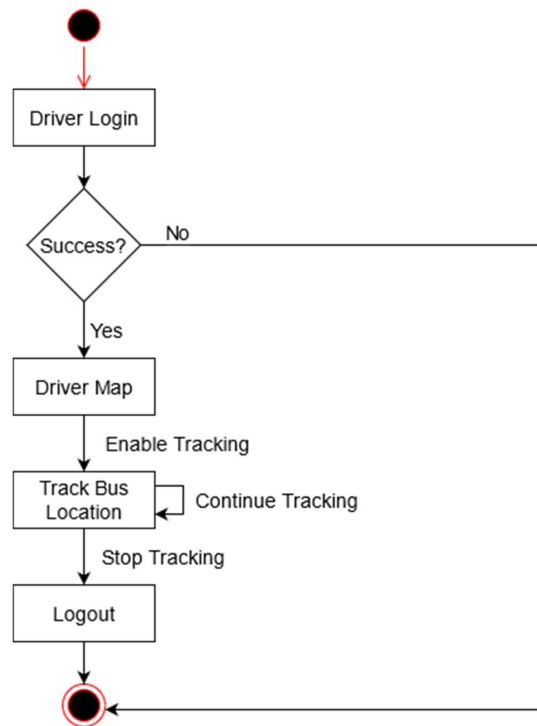 Driver Login
Success?
No
Yes
Driver Map
Enable Tracking
Track Bus
Location
Continue Tracking
Stop Tracking
Logout